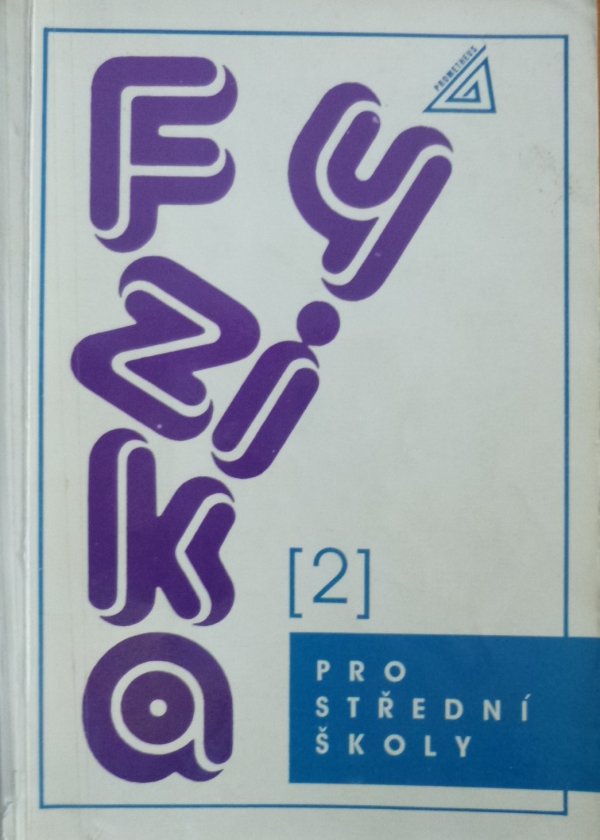 PROMETHEUS
Fyzika
[2]
PRO
STŘEDNÍ
ŠKOLY